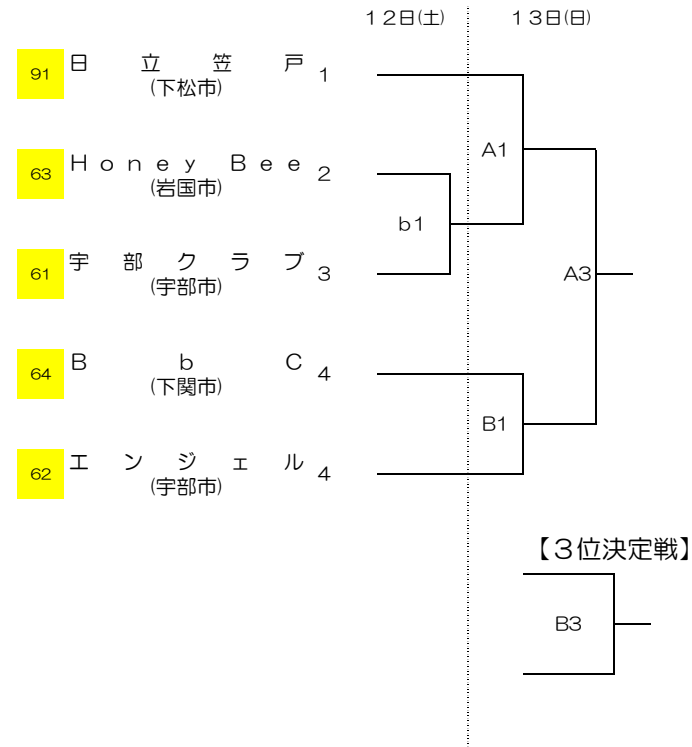 12日(土) 13日(日)
91 日立笠戸 1
(下松市)
A1
63 Honey Bee 2
(岩国市)
b1
61 宇部クラブ 3
(宇部市)
A3
64 BbC 4
(下関市)
B1
62 エンジェル 4
(宇部市)
【3位決定戦】
B3